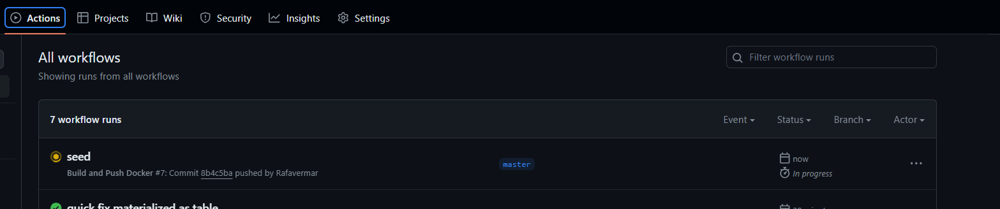 Actions Projects Wiki Security Insights Settings
All workflows
Filter workflow runs
Showing runs from all workflows
7 workflow runs
Event Status Branch Actor
seed
Build and Push Docker #7: Commit 8b4c5ba pushed by Rafavermar
master
now
In progress
quick fix materialized as table